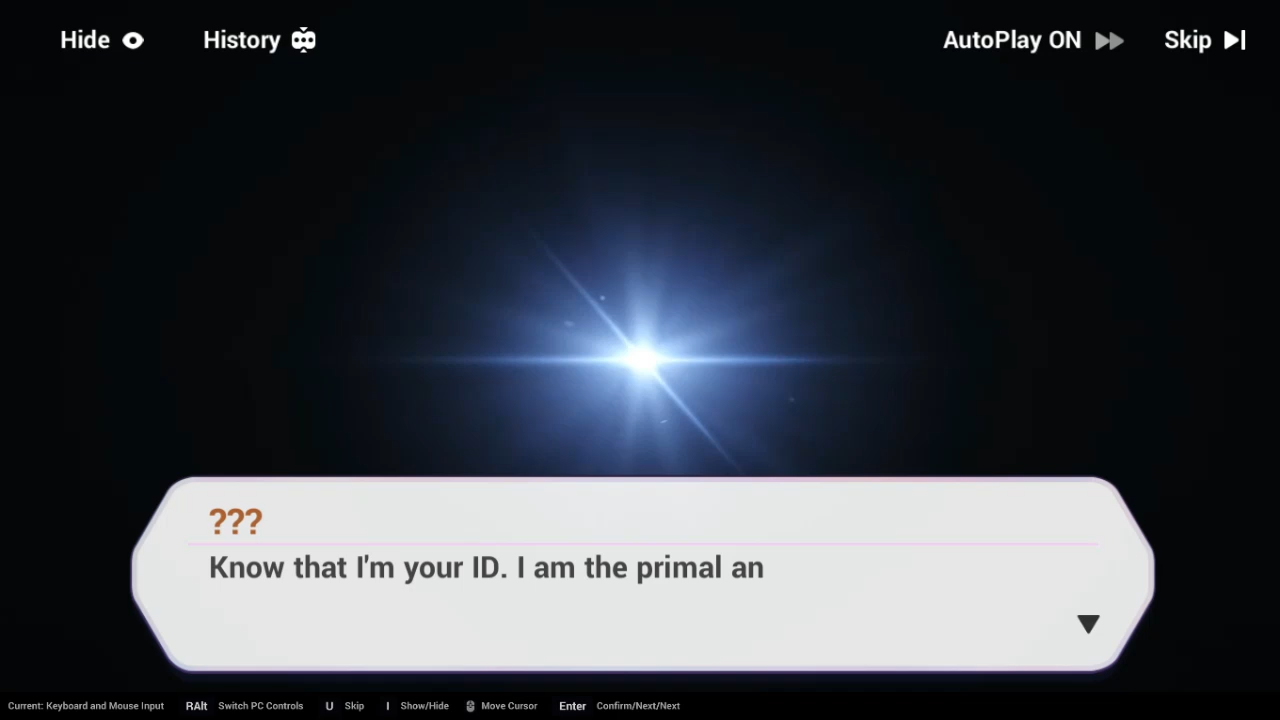 Hide
History
AutoPlay ON
Skip
???
Know that I'm your ID. I am the primal an
Current: Keyboard and Mouse Input RAlt Switch PC Controls U Skip I Show/Hide Move Cursor Enter Confirm/Next/Next